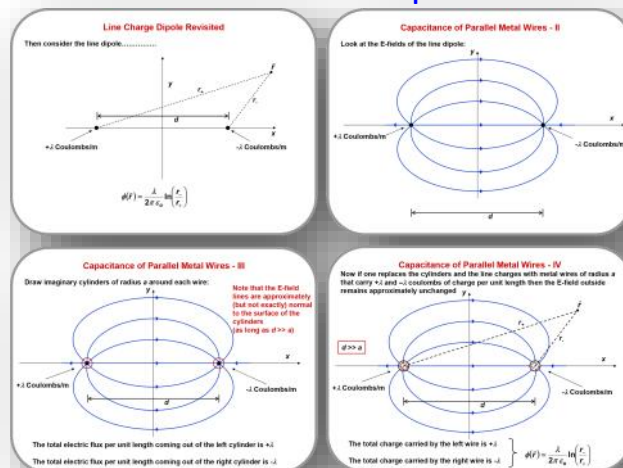 Line Charge Dipole Revisited
Then consider the line dipole..............
y
r⃗
r₊
r₋
d
x
+λ Coulombs/m
-λ Coulombs/m
ϕ(r⃗) = λ / (2π ε₀) ln(r₋ / r₊)
Capacitance of Parallel Metal Wires - II
Look at the E-fields of the line dipole:
y
x
+λ Coulombs/m
-λ Coulombs/m
d
Capacitance of Parallel Metal Wires - III
Draw imaginary cylinders of radius a around each wire:
y
Note that the E-field
lines are approximately
(but not exactly) normal
to the surface of the
cylinders
(as long as d >> a)
x
+λ Coulombs/m
-λ Coulombs/m
d
The total electric flux per unit length coming out of the left cylinder is +λ
The total electric flux per unit length coming out of the right cylinder is -λ
Capacitance of Parallel Metal Wires - IV
Now if one replaces the cylinders and the line charges with metal wires of radius a
that carry +λ and -λ coulombs of charge per unit length then the E-field outside
remains approximately unchanged
y
r⃗
r₊
r₋
d >> a
x
+λ Coulombs/m
-λ Coulombs/m
d
The total charge carried by the left wire is +λ
The total charge carried by the right wire is -λ
ϕ(r⃗) = λ / (2π ε₀) ln(r₋ / r₊)